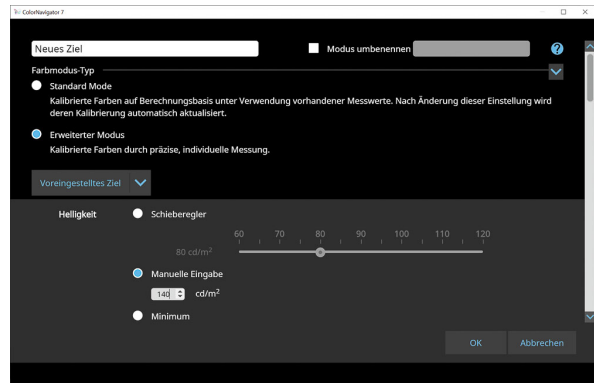 ColorNavigator 7
Neues Ziel
Modus umbenennen
?
Farbmodus-Typ
Standard Mode
Kalibrierte Farben auf Berechnungsbasis unter Verwendung vorhandener Messwerte. Nach Änderung dieser Einstellung wird
deren Kalibrierung automatisch aktualisiert.
Erweiterter Modus
Kalibrierte Farben durch präzise, individuelle Messung.
Voreingestelltes Ziel
Helligkeit
Schieberegler
60 70 80 90 100 110 120
80 cd/m²
Manuelle Eingabe
140 cd/m²
Minimum
OK Abbrechen